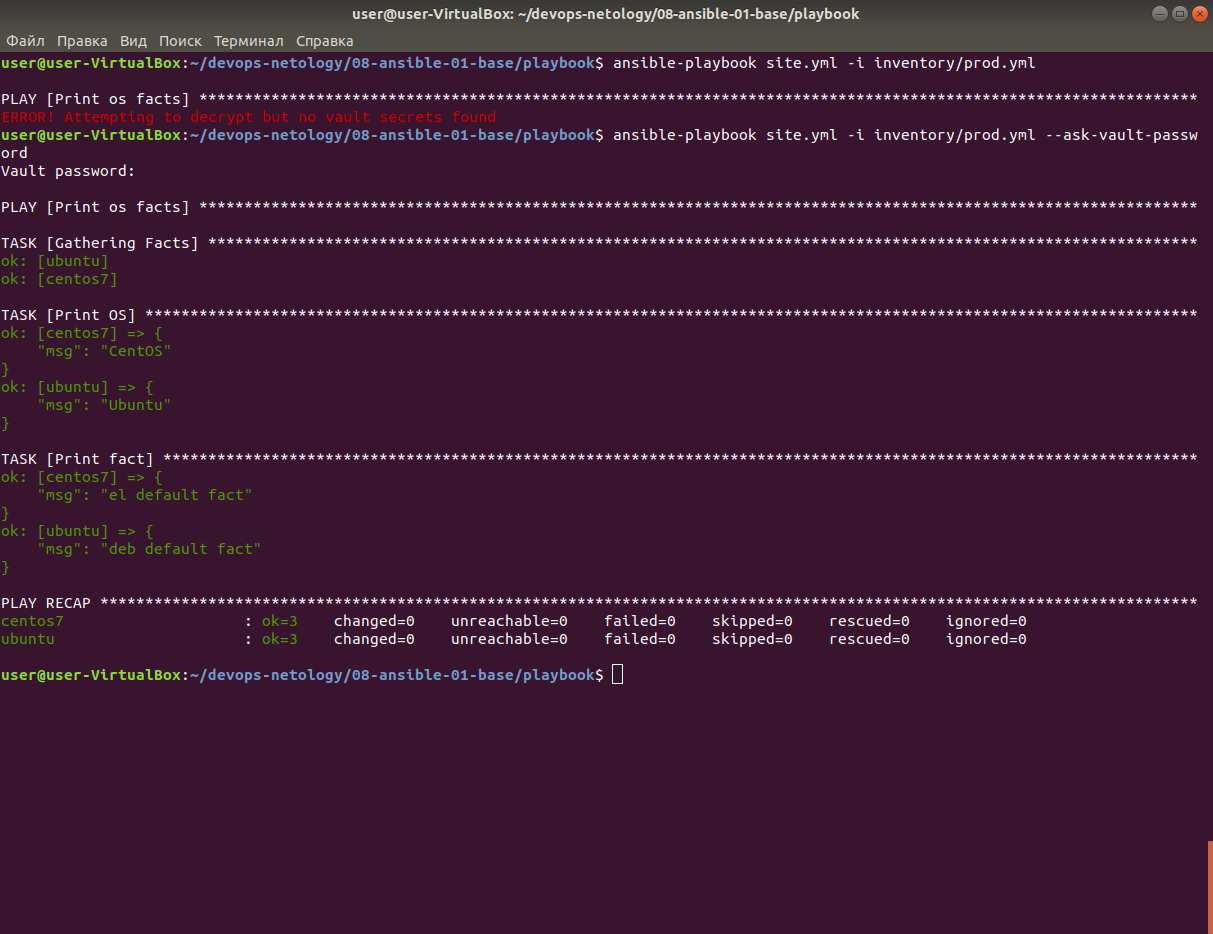 user@user-VirtualBox: ~/devops-netology/08-ansible-01-base/playbook
Файл Правка Вид Поиск Терминал Справка
user@user-VirtualBox:~/devops-netology/08-ansible-01-base/playbook$ ansible-playbook site.yml -i inventory/prod.yml
PLAY [Print os facts] ***************************************************************************************************************
ERROR! Attempting to decrypt but no vault secrets found
user@user-VirtualBox:~/devops-netology/08-ansible-01-base/playbook$ ansible-playbook site.yml -i inventory/prod.yml --ask-vault-passw
ord
Vault password:
PLAY [Print os facts] ***************************************************************************************************************
TASK [Gathering Facts] **************************************************************************************************************
ok: [ubuntu]
ok: [centos7]
TASK [Print OS] *********************************************************************************************************************
ok: [centos7] => {
    "msg": "CentOS"
}
ok: [ubuntu] => {
    "msg": "Ubuntu"
}
TASK [Print fact] *******************************************************************************************************************
ok: [centos7] => {
    "msg": "el default fact"
}
ok: [ubuntu] => {
    "msg": "deb default fact"
}
PLAY RECAP **************************************************************************************************************************
centos7                    : ok=3    changed=0    unreachable=0    failed=0    skipped=0    rescued=0    ignored=0
ubuntu                     : ok=3    changed=0    unreachable=0    failed=0    skipped=0    rescued=0    ignored=0
user@user-VirtualBox:~/devops-netology/08-ansible-01-base/playbook$